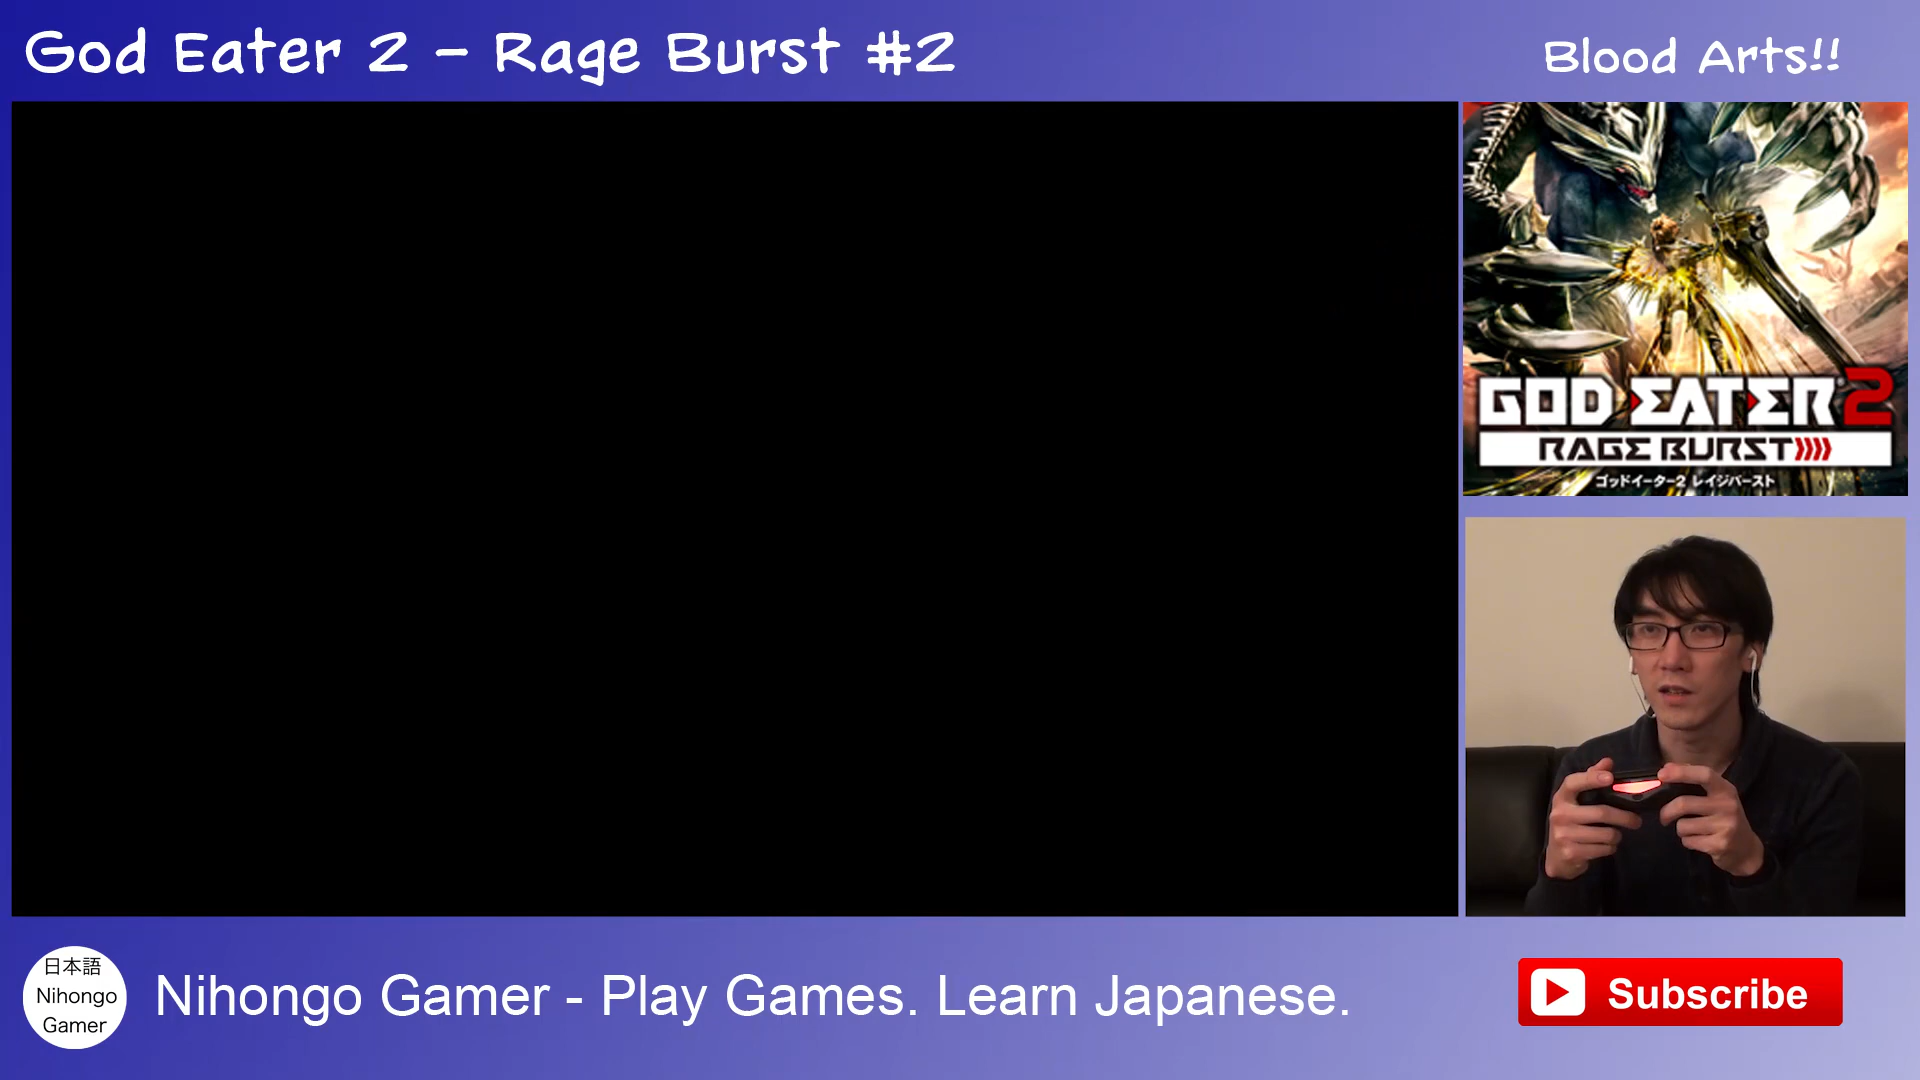 God Eater 2 - Rage Burst #2
Blood Arts!!
GOD EATER 2
RAGE BURST
ゴッドイーター2 レイジバースト
日本語
Nihongo
Gamer
Nihongo Gamer - Play Games. Learn Japanese.
Subscribe